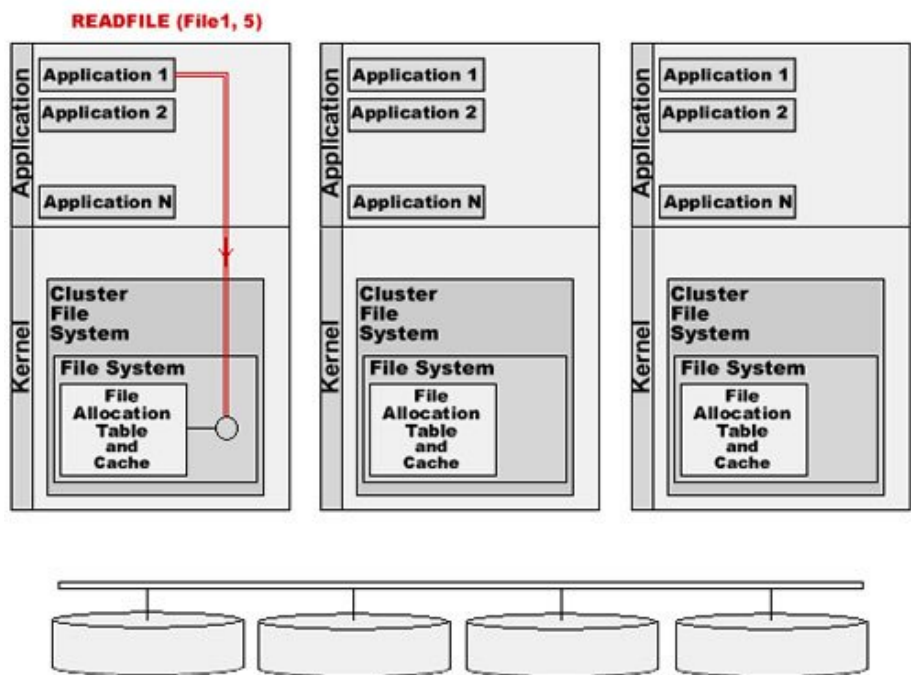 READFILE (File1, 5)
Application
Application 1
Application 2
Application N
Kernel
Cluster
File
System
File System
File
Allocation
Table
and
Cache
Application
Application 1
Application 2
Application N
Kernel
Cluster
File
System
File System
File
Allocation
Table
and
Cache
Application
Application 1
Application 2
Application N
Kernel
Cluster
File
System
File System
File
Allocation
Table
and
Cache